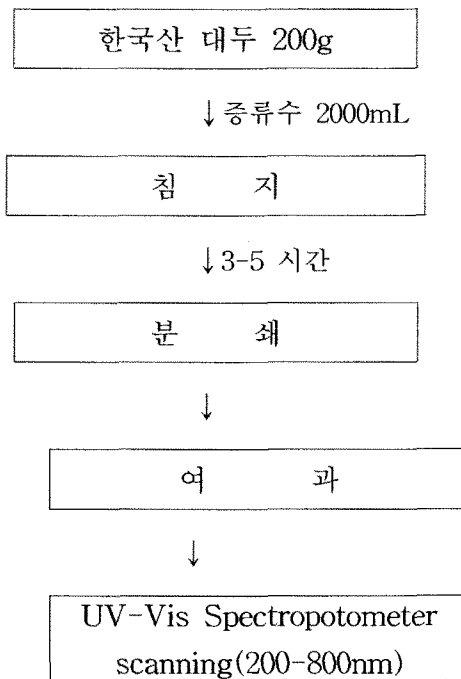 한국산 대두 200g
↓증류수 2000mL
침 지
↓3-5 시간
분 쇄
↓
여 과
↓
UV-Vis Spectropotometer
scanning(200-800nm)